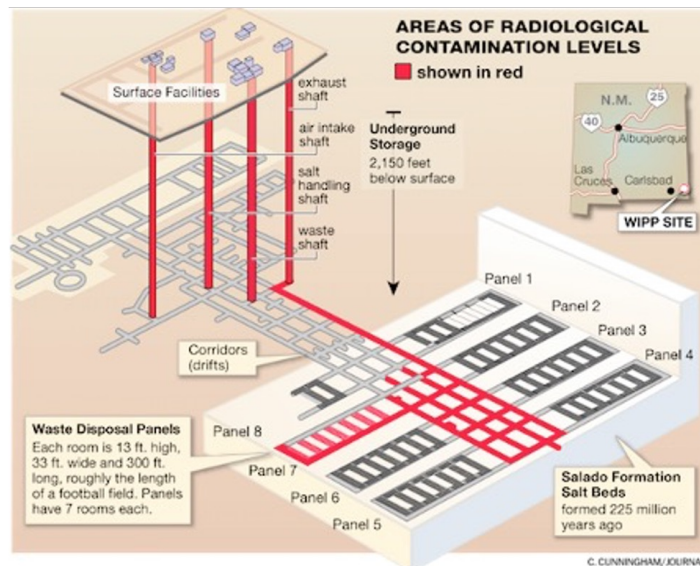 AREAS OF RADIOLOGICAL
CONTAMINATION LEVELS
shown in red
Surface Facilities
exhaust
shaft
air intake
shaft
salt
handling
shaft
waste
shaft
Underground
Storage
2,150 feet
below surface
N.M.
25
40
Albuquerque
Las
Cruces
Carlsbad
WIPP SITE
Corridors
(drifts)
Panel 1
Panel 2
Panel 3
Panel 4
Panel 8
Panel 7
Panel 6
Panel 5
Waste Disposal Panels
Each room is 13 ft. high,
33 ft. wide and 300 ft.
long, roughly the length
of a football field. Panels
have 7 rooms each.
Salado Formation
Salt Beds
formed 225 million
years ago
C. CUNNINGHAM/JOURNA